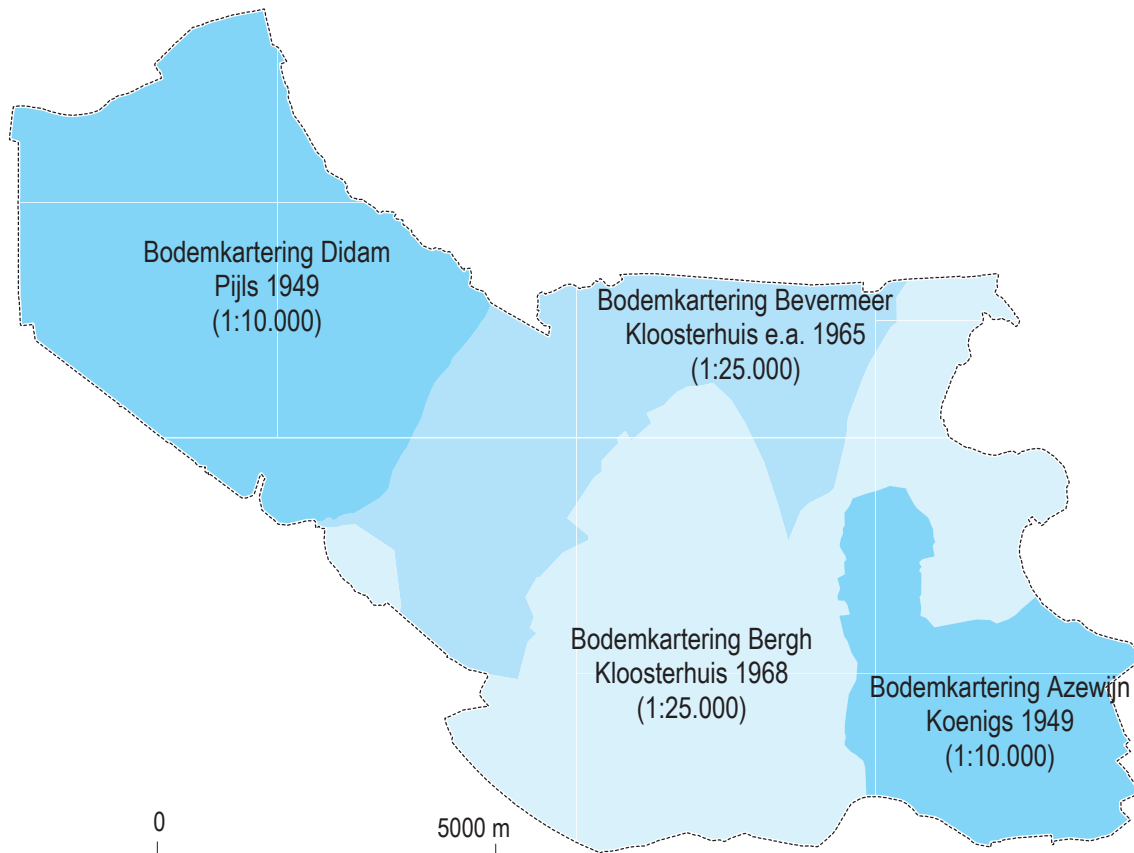 Bodemkartering Didam
Pijls 1949
(1:10.000)
Bodemkartering Bevermeer
Kloosterhuis e.a. 1965
(1:25.000)
Bodemkartering Bergh
Kloosterhuis 1968
(1:25.000)
Bodemkartering Azewijn
Koenigs 1949
(1:10.000)
0 5000 m